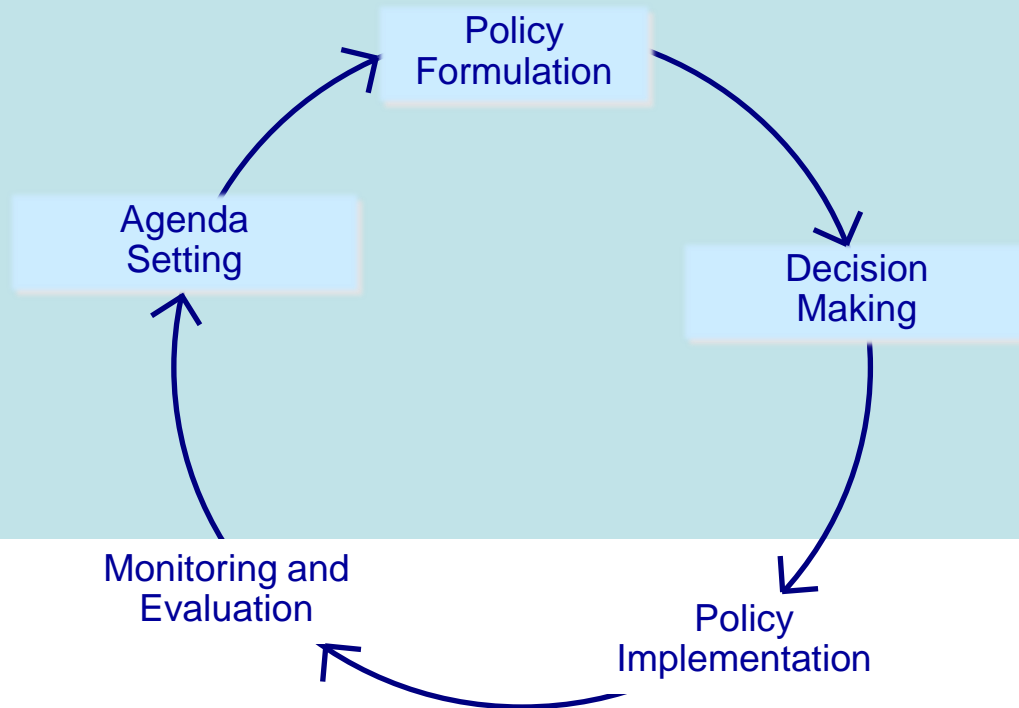 Policy
Formulation
Agenda
Setting
Decision
Making
Monitoring and
Evaluation
Policy
Implementation